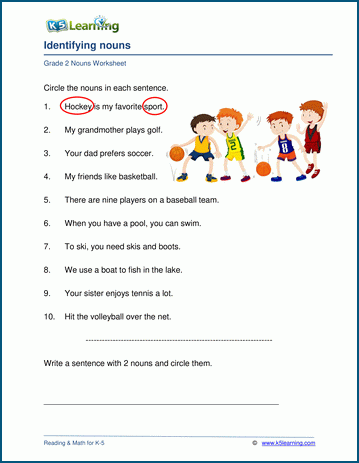 K5 Learning
Identifying nouns
Grade 2 Nouns Worksheet
Circle the nouns in each sentence.
1. Hockey is my favorite sport.
2. My grandmother plays golf.
3. Your dad prefers soccer.
4. My friends like basketball.
5. There are nine players on a baseball team.
6. When you have a pool, you can swim.
7. To ski, you need skis and boots.
8. We use a boat to fish in the lake.
9. Your sister enjoys tennis a lot.
10. Hit the volleyball over the net.
Write a sentence with 2 nouns and circle them.
Reading & Math for K-5 © www.k5learning.com